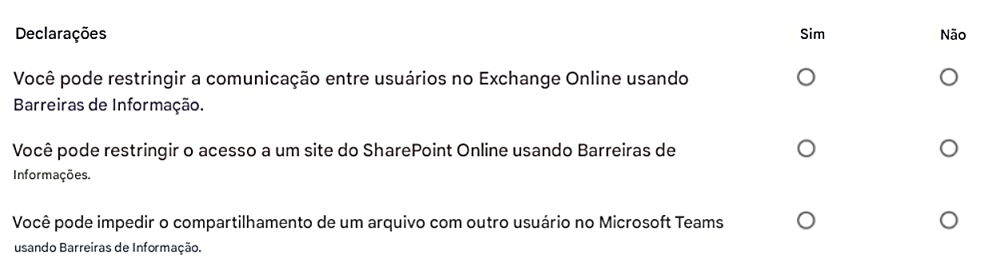 Declarações Sim Não
Você pode restringir a comunicação entre usuários no Exchange Online usando
Barreiras de Informação.
Você pode restringir o acesso a um site do SharePoint Online usando Barreiras de
Informações.
Você pode impedir o compartilhamento de um arquivo com outro usuário no Microsoft Teams
usando Barreiras de Informação.